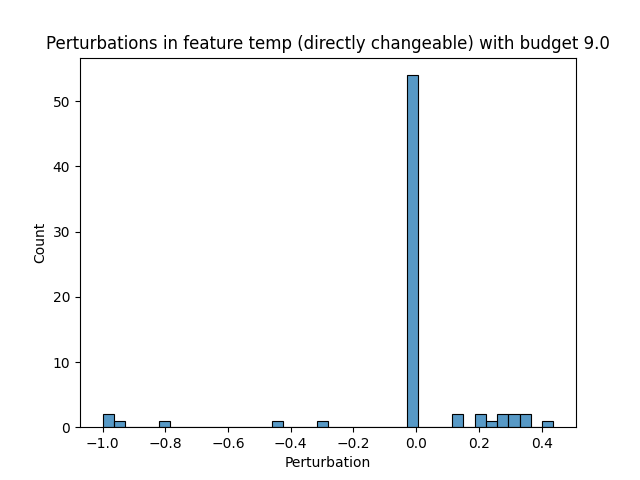 Perturbations in feature temp (directly changeable) with budget 9.0
50
40
30
20
10
0
Count
−1.0 −0.8 −0.6 −0.4 −0.2 0.0 0.2 0.4
Perturbation